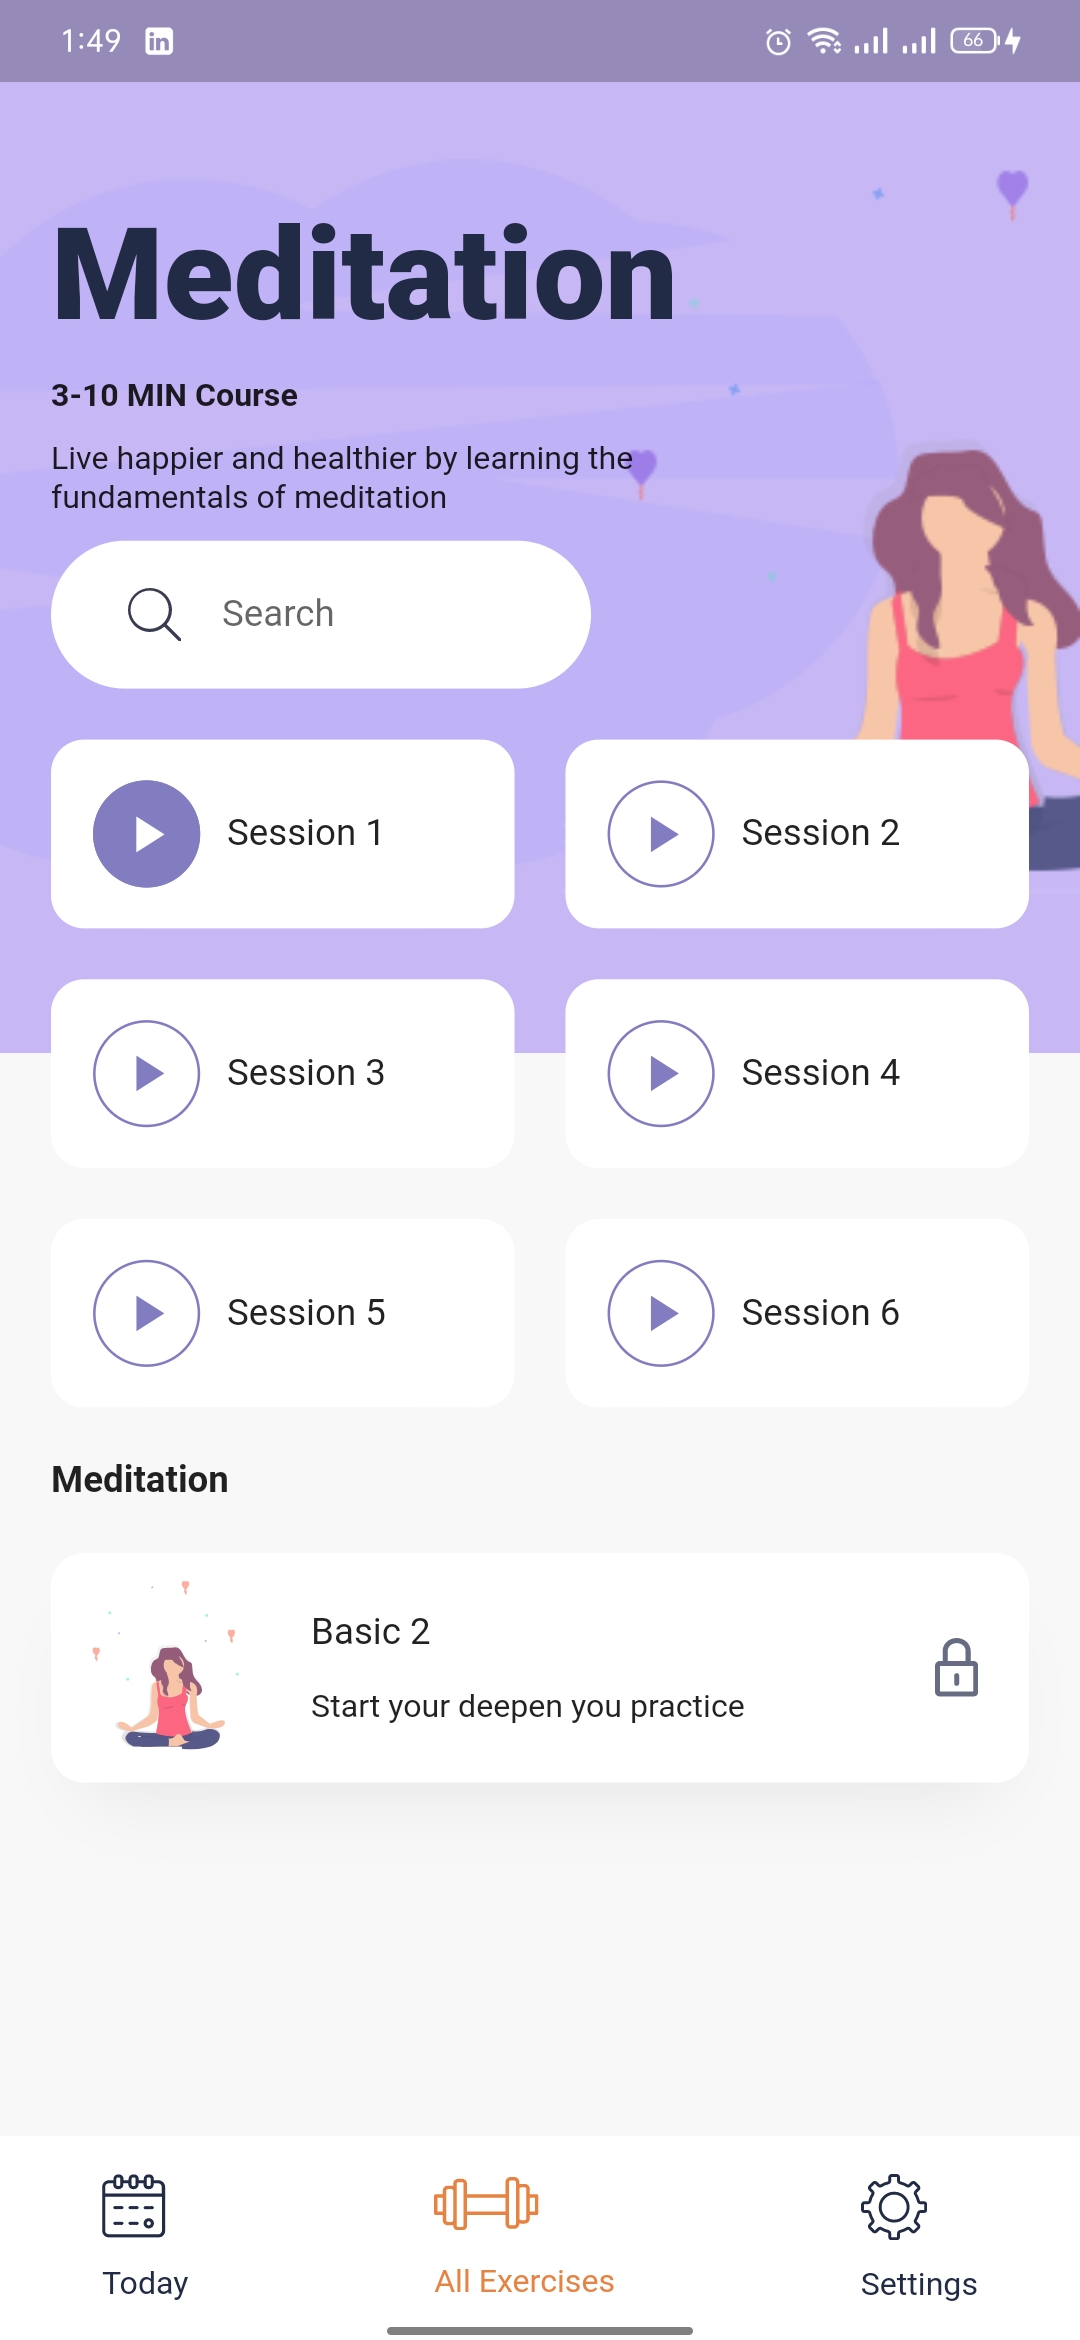 1:49 in 66
Meditation
3-10 MIN Course
Live happier and healthier by learning the
fundamentals of meditation
Search
Session 1
Session 2
Session 3
Session 4
Session 5
Session 6
Meditation
Basic 2
Start your deepen you practice
Today
All Exercises
Settings